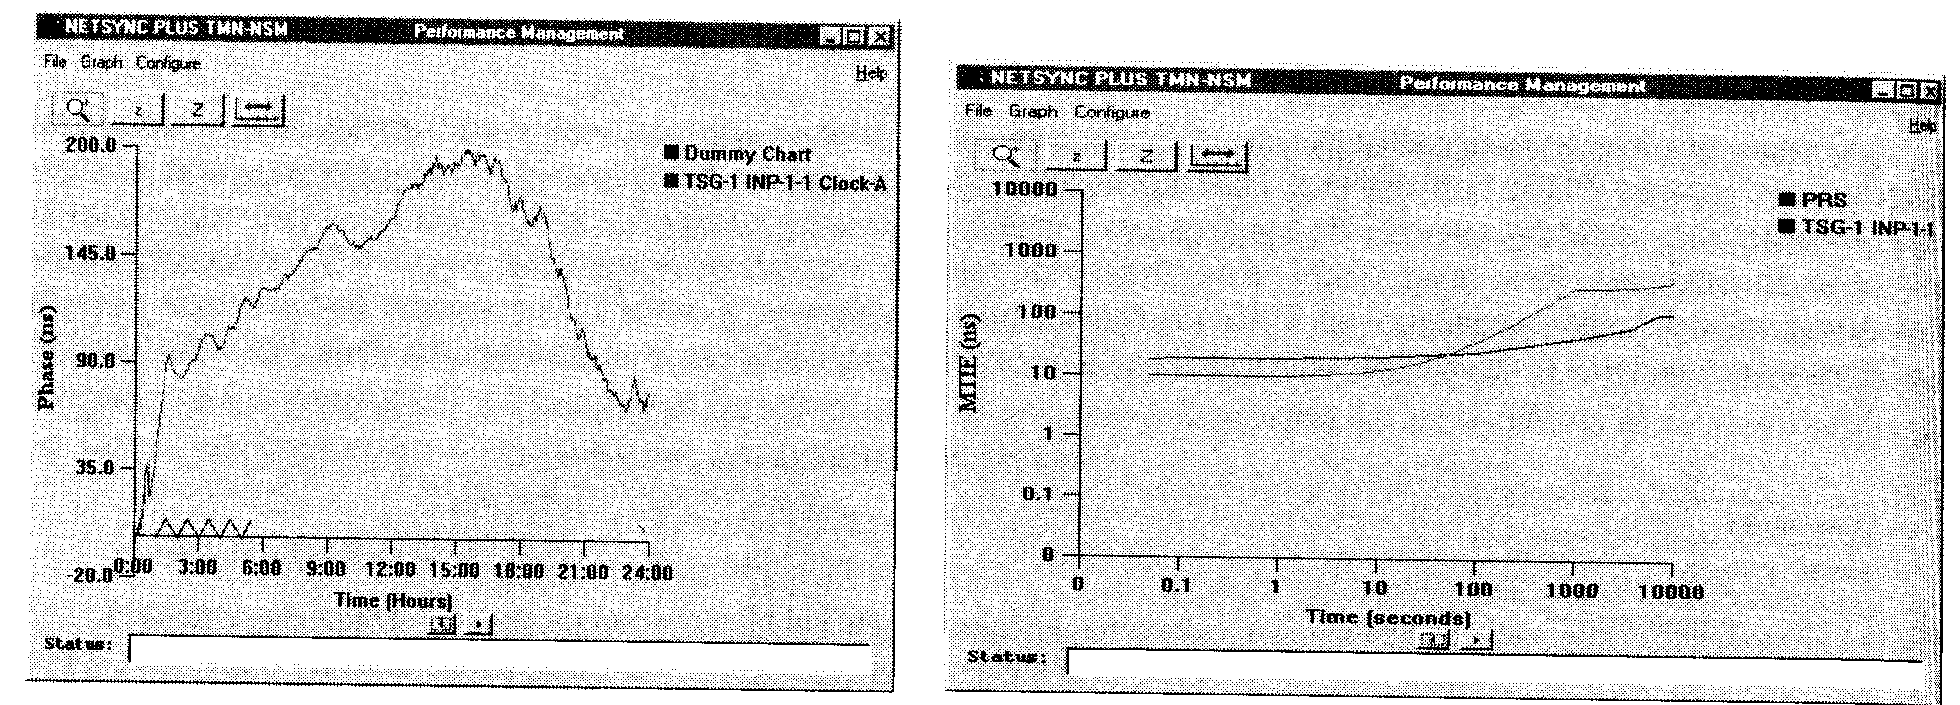 NETSYNC PLUS TMN-NSM Performance Management
File Graph Configure Help
z Z
200.0
145.0
90.0
35.0
-20.0
Phase (ns)
Dummy Chart
TSG-1 INP-1-1 Clock-A
0:00 3:00 6:00 9:00 12:00 15:00 18:00 21:00 24:00
Time (Hours)
Status:
: NETSYNC PLUS TMN-NSM Performance Management
File Graph Configure Help
z Z
10000
1000
100
10
1
0.1
0
MTIE (ns)
PRS
TSG-1 INP-1-1
0 0.1 1 10 100 1000 10000
Time (seconds)
Status: